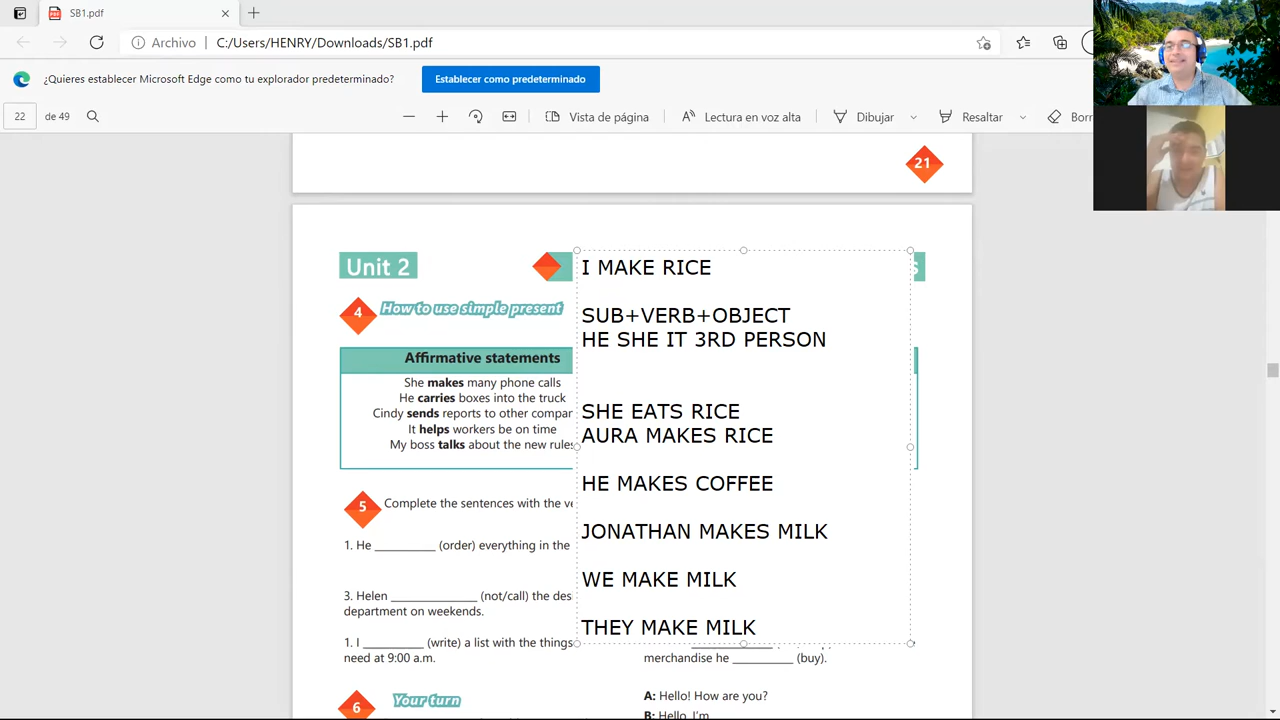 SB1.pdf
Archivo
C:/Users/HENRY/Downloads/SB1.pdf
¿Quieres establecer Microsoft Edge como tu explorador predeterminado?
Establecer como predeterminado
22 de 49
Vista de página
Lectura en voz alta
Dibujar
Resaltar
Borr
21
Unit 2
4 How to use simple present
Affirmative statements
She makes many phone calls
He carries boxes into the truck
Cindy sends reports to other compan
It helps workers be on time
My boss talks about the new rules
I MAKE RICE
SUB+VERB+OBJECT
HE SHE IT 3RD PERSON
SHE EATS RICE
AURA MAKES RICE
HE MAKES COFFEE
JONATHAN MAKES MILK
WE MAKE MILK
THEY MAKE MILK
5 Complete the sentences with the ve
1. He __________ (order) everything in the
3. Helen ______________ (not/call) the des
department on weekends.
1. I __________ (write) a list with the things
need at 9:00 a.m.
merchandise he __________ (buy).
6 Your turn
A: Hello! How are you?
B: Hello, I'm